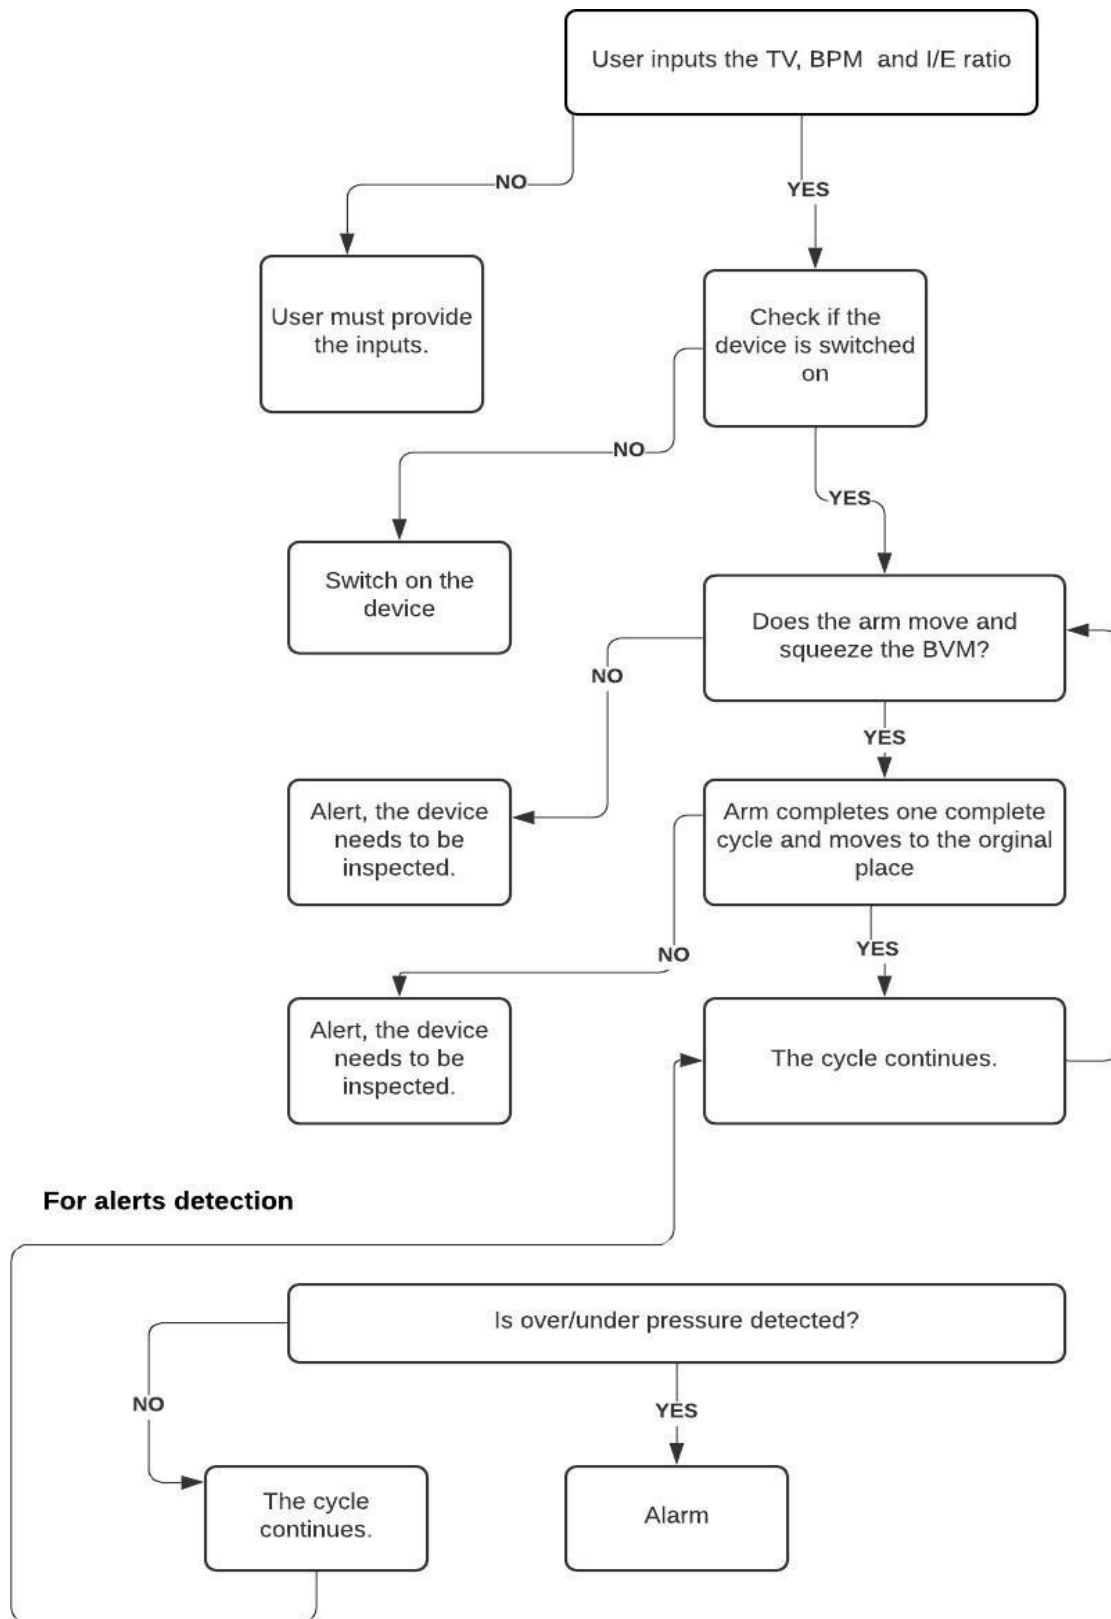 User inputs the TV, BPM and I/E ratio
NO
YES
User must provide
the inputs.
Check if the
device is switched
on
NO
YES
Switch on the
device
Does the arm move and
squeeze the BVM?
NO
YES
Alert, the device
needs to be
inspected.
Arm completes one complete
cycle and moves to the orginal
place
NO
YES
Alert, the device
needs to be
inspected.
The cycle continues.
For alerts detection
Is over/under pressure detected?
NO
YES
The cycle
continues.
Alarm